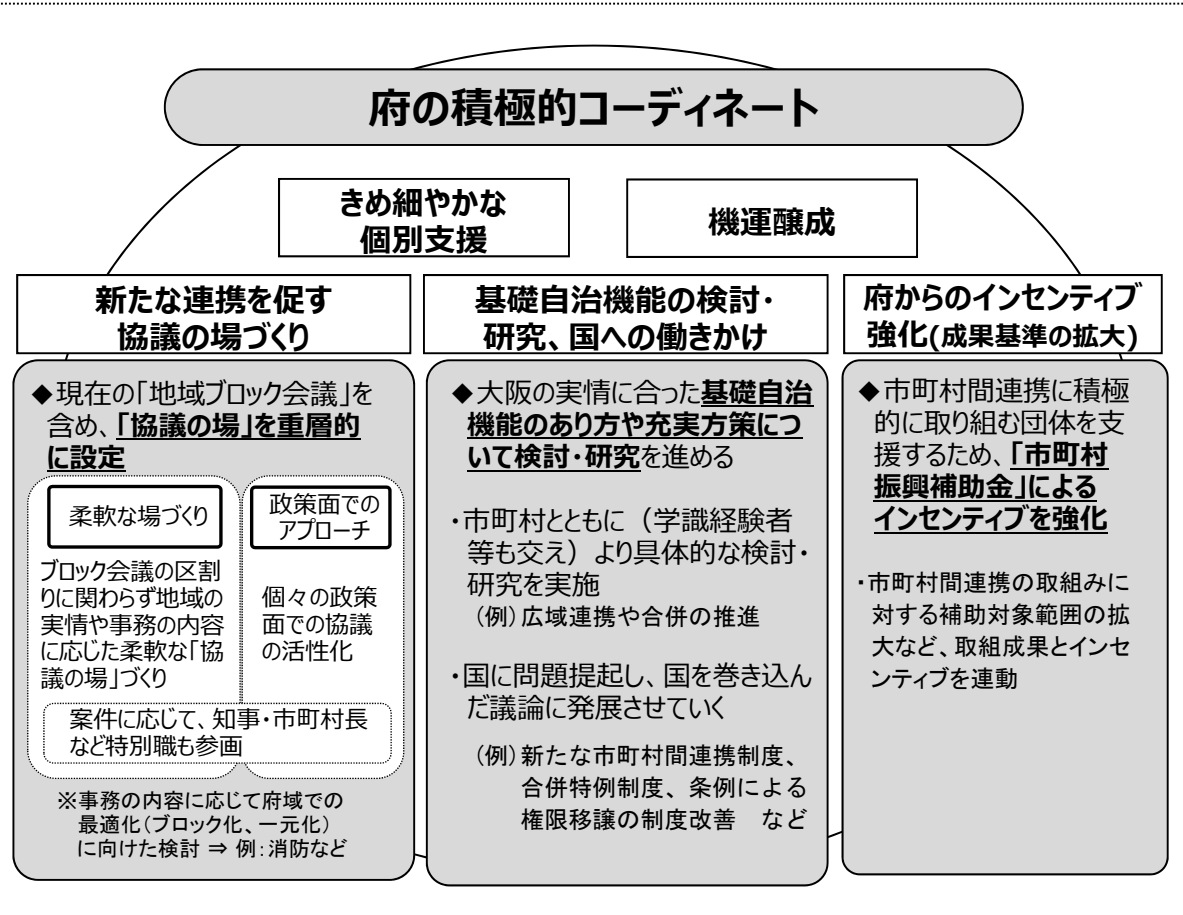 府の積極的コーディネート
きめ細やかな
個別支援
機運醸成
新たな連携を促す
協議の場づくり
◆現在の「地域ブロック会議」を
含め、「協議の場」を重層的
に設定
柔軟な場づくり
ブロック会議の区割
りに関わらず地域の
実情や事務の内容
に応じた柔軟な「協
議の場」づくり
政策面での
アプローチ
個々の政策
面での協議
の活性化
案件に応じて、知事・市町村長
など特別職も参画
※事務の内容に応じて府域での
最適化（ブロック化、一元化）
に向けた検討 ⇒ 例：消防など
基礎自治機能の検討・
研究、国への働きかけ
◆大阪の実情に合った基礎自治
機能のあり方や充実方策につ
いて検討・研究を進める
・市町村とともに（学識経験者
等も交え）より具体的な検討・
研究を実施
（例）広域連携や合併の推進
・国に問題提起し、国を巻き込ん
だ議論に発展させていく
（例）新たな市町村間連携制度、
合併特例制度、条例による
権限移譲の制度改善　など
府からのインセンティブ
強化(成果基準の拡大)
◆市町村間連携に積極
的に取り組む団体を支
援するため、「市町村
振興補助金」による
インセンティブを強化
・市町村間連携の取組みに
対する補助対象範囲の拡
大など、取組成果とインセ
ンティブを連動